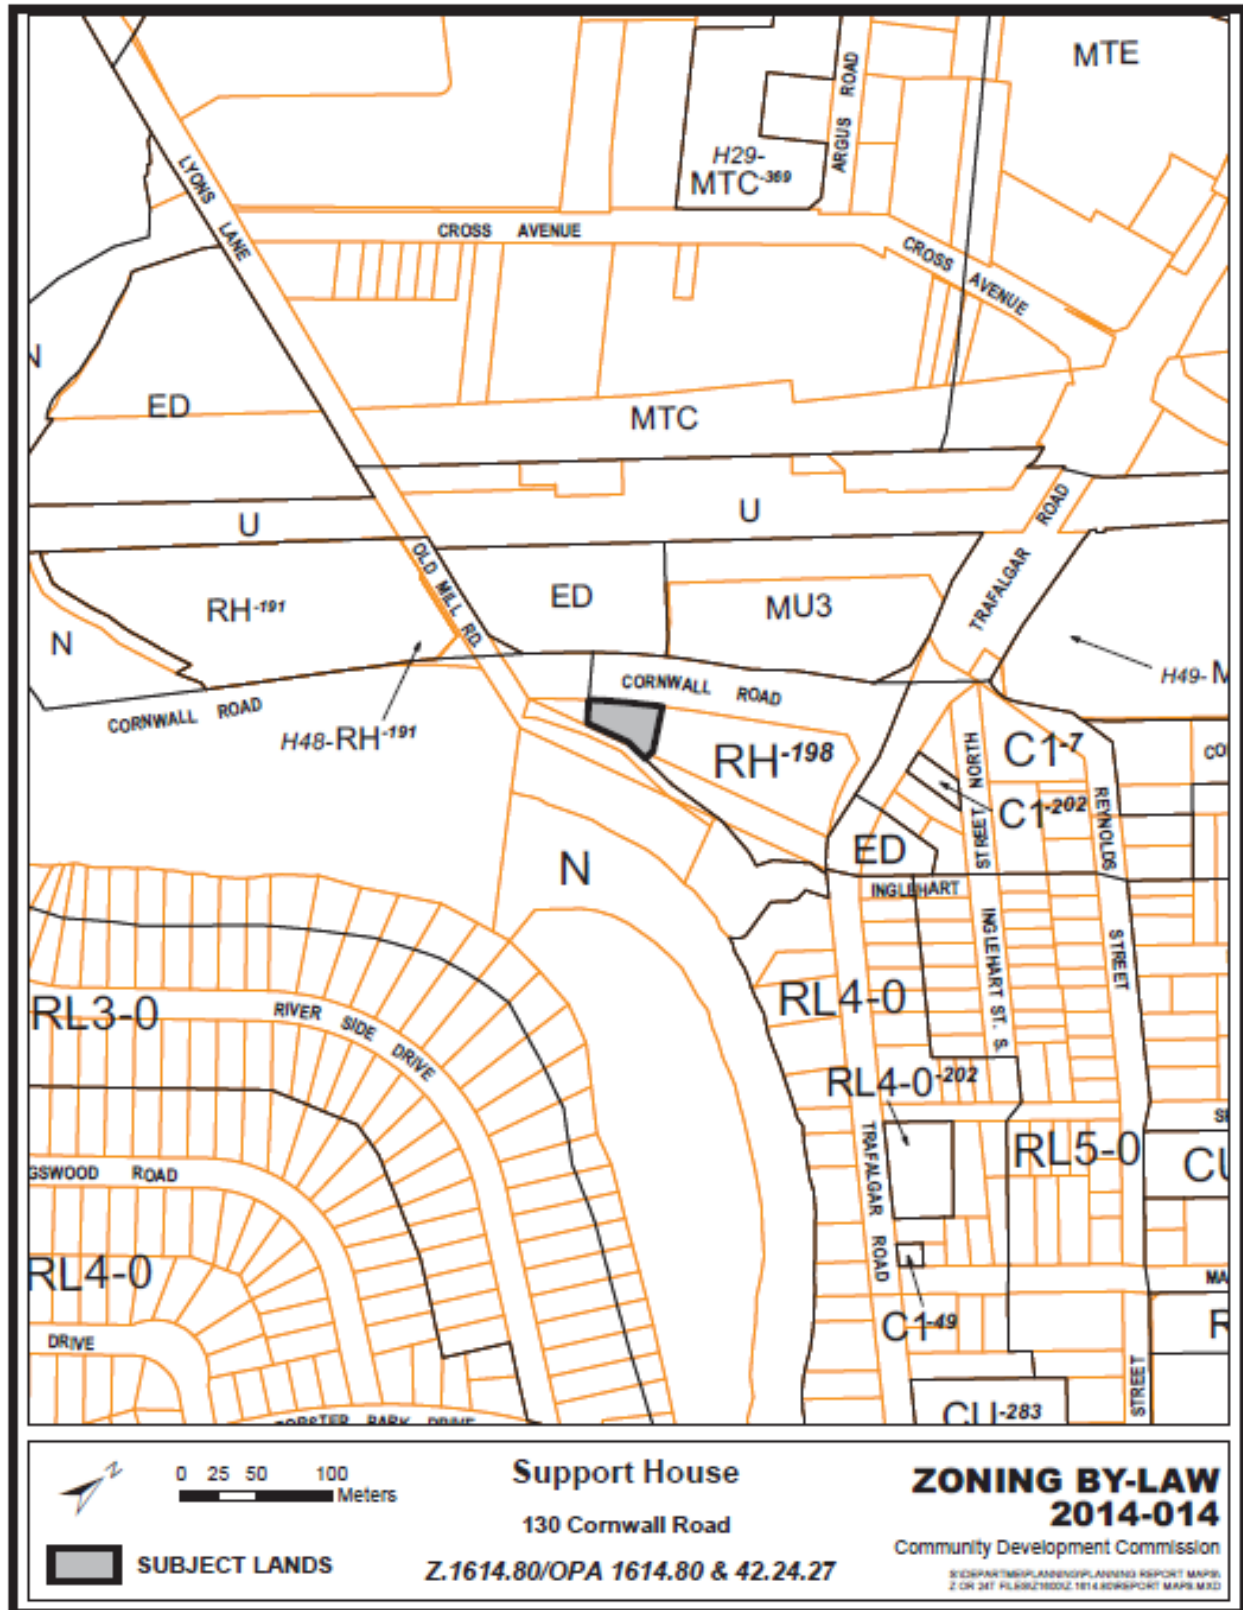 MTE
ARGUS ROAD
H29-
MTC-369
LYONS LANE
CROSS AVENUE
CROSS AVENUE
N
ED
MTC
U
U
TRAFALGAR ROAD
OLD MILL RD.
ED
MU3
RH-191
N
H49- M
CORNWALL ROAD
CORNWALL ROAD
H48-RH-191
RH-198
C1-7
STREET NORTH
C1-202
REYNOLDS STREET
N
ED
INGLEHART
INGLEHART ST. S.
RL3-0
RIVER SIDE DRIVE
RL4-0
RL4-0-202
TRAFALGAR ROAD
RL5-0
CU
GSWOOD ROAD
RL4-0
MA
DRIVE
C1-49
R
STREET
CU-283
N
0 25 50 100
Meters
SUBJECT LANDS
Support House
130 Cornwall Road
Z.1614.80/OPA 1614.80 & 42.24.27
ZONING BY-LAW
2014-014
Community Development Commission